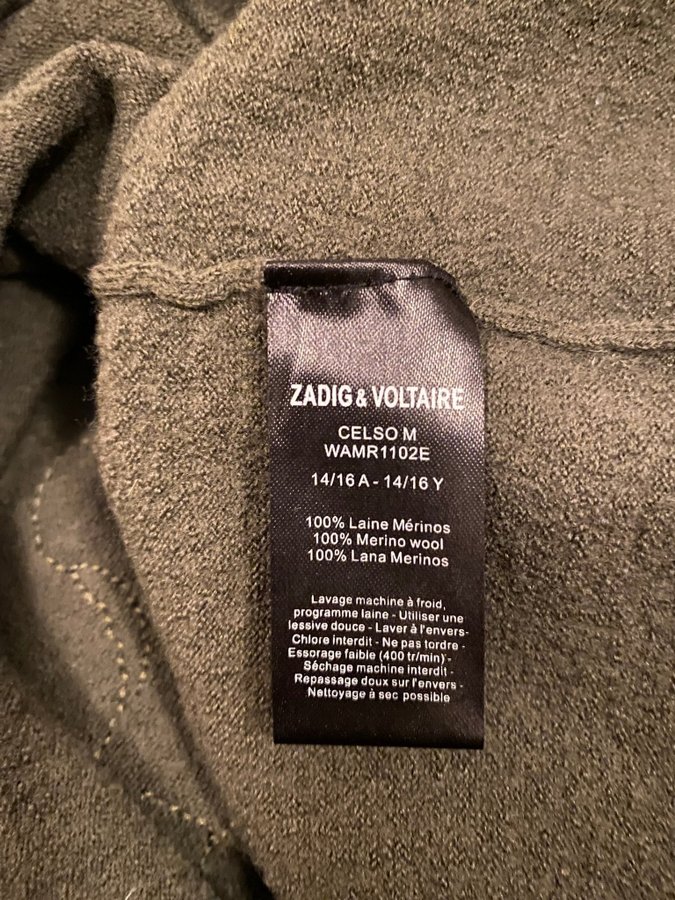 ZADIG & VOLTAIRE
CELSO M
WAMR1102E
14/16 A - 14/16 Y
100% Laine Mérinos
100% Merino wool
100% Lana Merinos
Lavage machine à froid,
programme laine - Utiliser une
lessive douce - Laver à l'envers-
Chlore interdit - Ne pas tordre -
Essorage faible (400 tr/min) -
Séchage machine interdit -
Repassage doux sur l'envers -
Nettoyage à sec possible